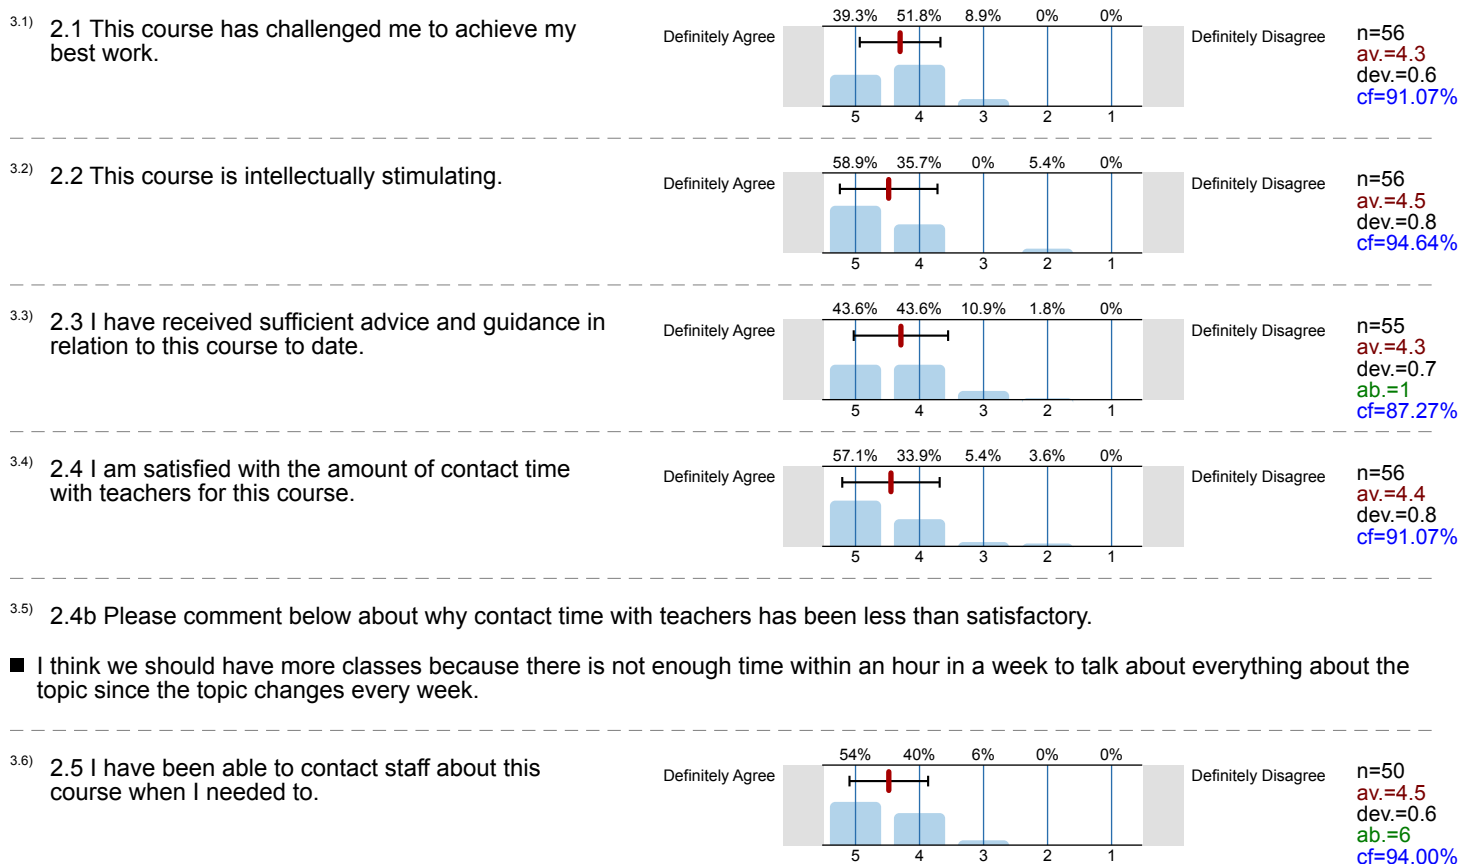 3.1) 2.1 This course has challenged me to achieve my
best work.
Definitely Agree
39.3% 51.8% 8.9% 0% 0%
5 4 3 2 1
Definitely Disagree
n=56
av.=4.3
dev.=0.6
cf=91.07%
3.2) 2.2 This course is intellectually stimulating.
Definitely Agree
58.9% 35.7% 0% 5.4% 0%
5 4 3 2 1
Definitely Disagree
n=56
av.=4.5
dev.=0.8
cf=94.64%
3.3) 2.3 I have received sufficient advice and guidance in
relation to this course to date.
Definitely Agree
43.6% 43.6% 10.9% 1.8% 0%
5 4 3 2 1
Definitely Disagree
n=55
av.=4.3
dev.=0.7
ab.=1
cf=87.27%
3.4) 2.4 I am satisfied with the amount of contact time
with teachers for this course.
Definitely Agree
57.1% 33.9% 5.4% 3.6% 0%
5 4 3 2 1
Definitely Disagree
n=56
av.=4.4
dev.=0.8
cf=91.07%
3.5) 2.4b Please comment below about why contact time with teachers has been less than satisfactory.
I think we should have more classes because there is not enough time within an hour in a week to talk about everything about the
topic since the topic changes every week.
3.6) 2.5 I have been able to contact staff about this
course when I needed to.
Definitely Agree
54% 40% 6% 0% 0%
5 4 3 2 1
Definitely Disagree
n=50
av.=4.5
dev.=0.6
ab.=6
cf=94.00%